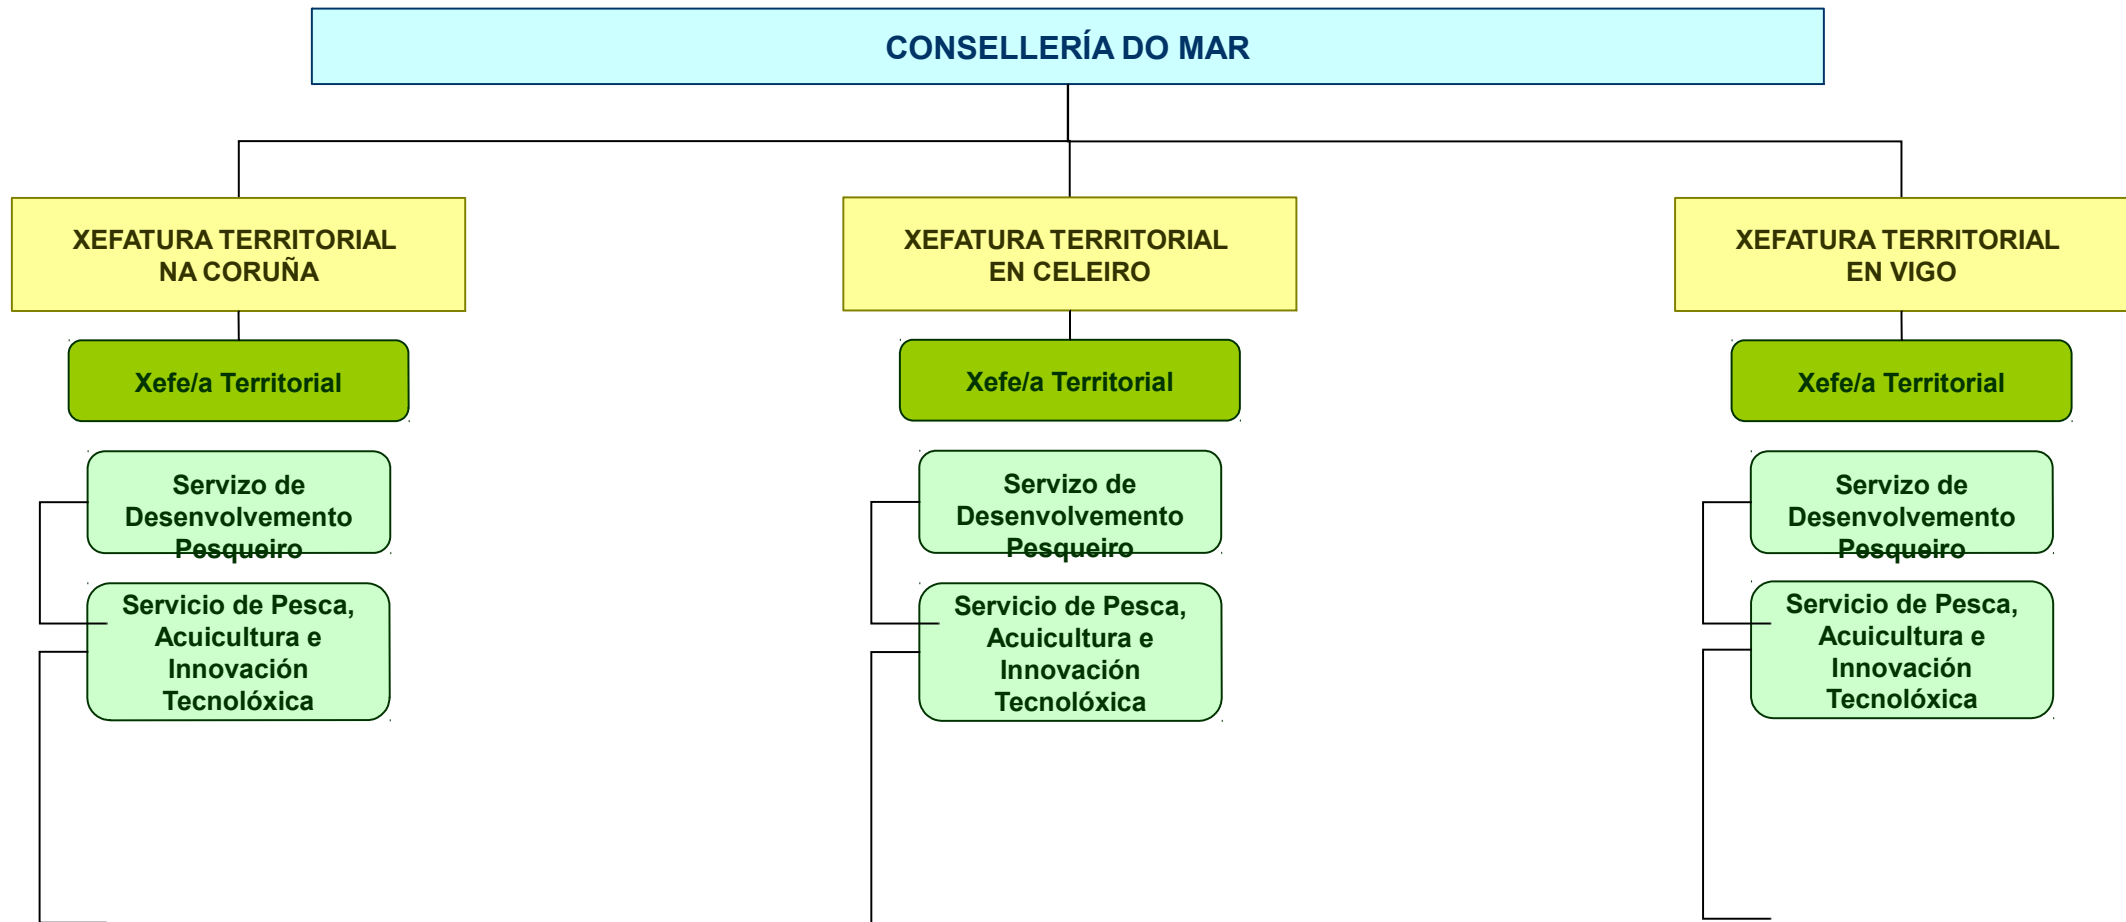 CONSELLERÍA DO MAR
XEFATURA TERRITORIAL
NA CORUÑA
XEFATURA TERRITORIAL
EN CELEIRO
XEFATURA TERRITORIAL
EN VIGO
Xefe/a Territorial
Xefe/a Territorial
Xefe/a Territorial
Servizo de
Desenvolvemento
Pesqueiro
Servizo de
Desenvolvemento
Pesqueiro
Servizo de
Desenvolvemento
Pesqueiro
Servicio de Pesca,
Acuicultura e
Innovación
Tecnolóxica
Servicio de Pesca,
Acuicultura e
Innovación
Tecnolóxica
Servicio de Pesca,
Acuicultura e
Innovación
Tecnolóxica